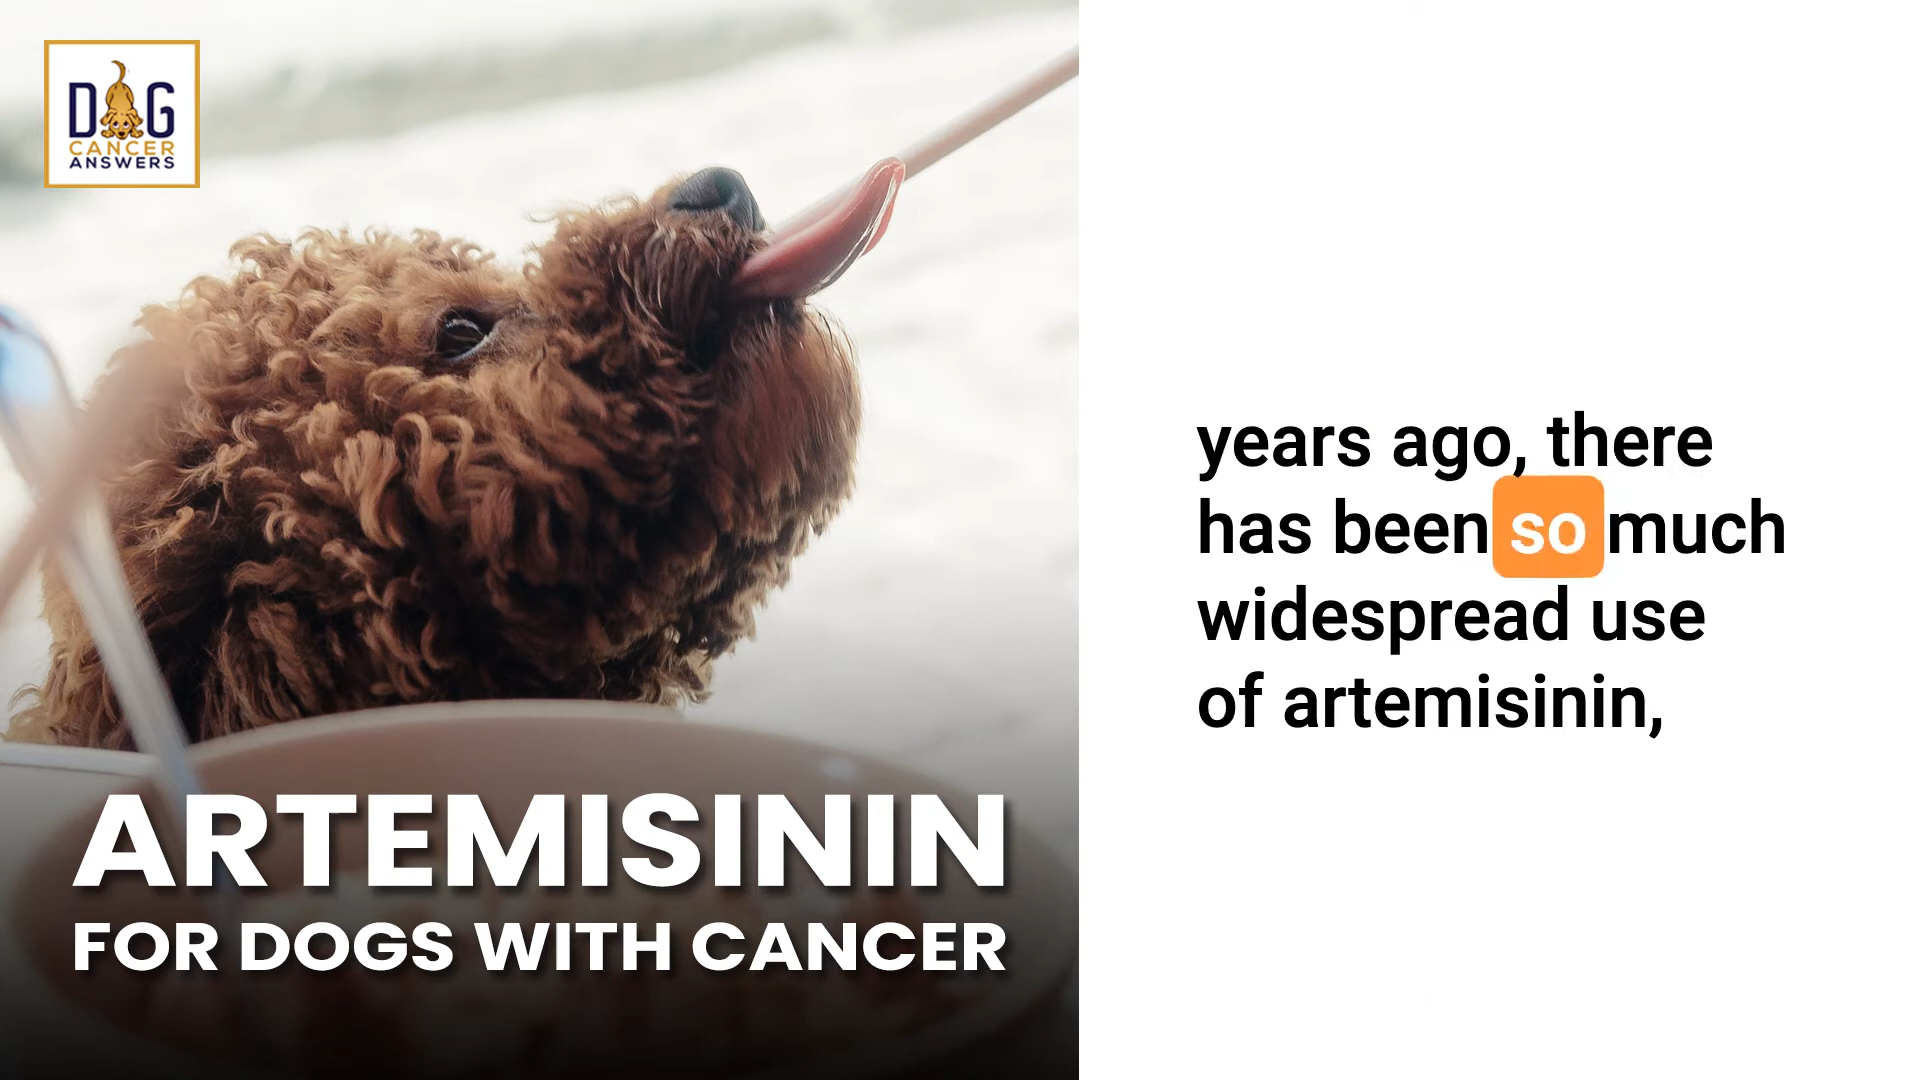 DOG
CANCER
ANSWERS
years ago, there
has been so much
widespread use
of artemisinin,
ARTEMISININ
FOR DOGS WITH CANCER